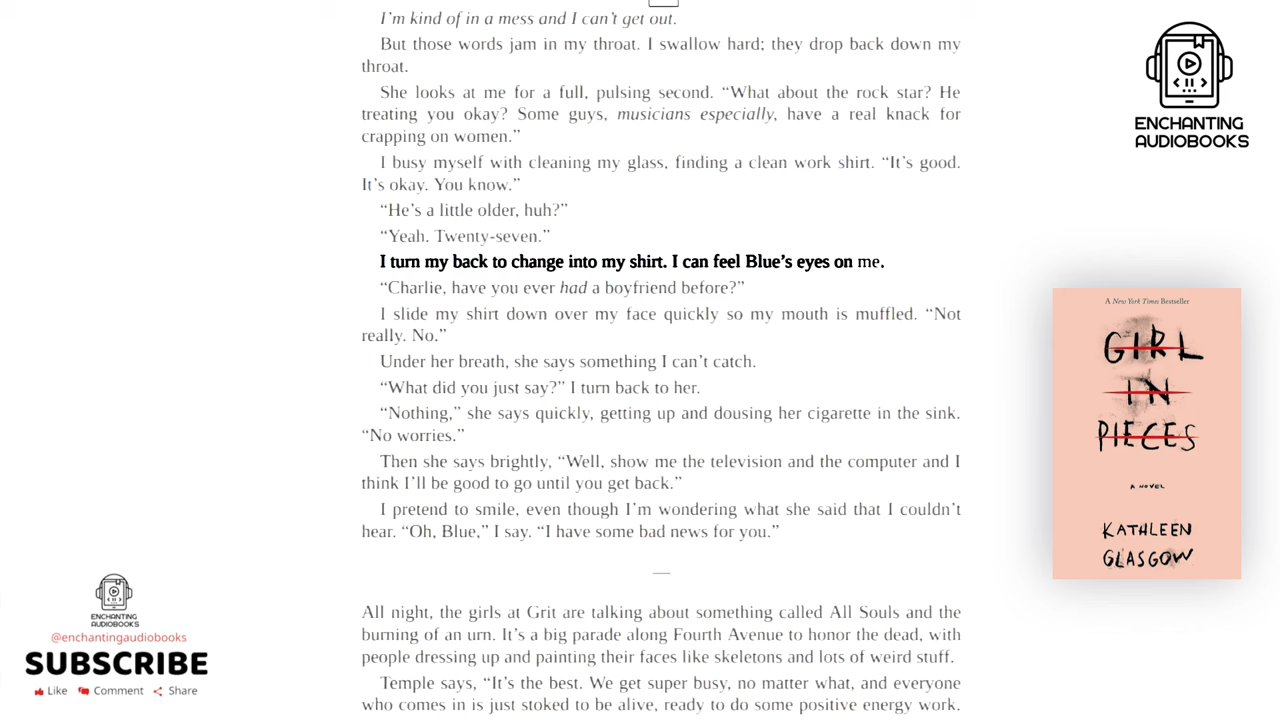 I'm kind of in a mess and I can't get out.
But those words jam in my throat. I swallow hard; they drop back down my
throat.
She looks at me for a full, pulsing second. “What about the rock star? He
treating you okay? Some guys, musicians especially, have a real knack for
crapping on women.”
I busy myself with cleaning my glass, finding a clean work shirt. “It's good.
It's okay. You know.”
“He's a little older, huh?”
“Yeah. Twenty-seven.”
I turn my back to change into my shirt. I can feel Blue's eyes on me.
“Charlie, have you ever had a boyfriend before?”
I slide my shirt down over my face quickly so my mouth is muffled. “Not
really. No.”
Under her breath, she says something I can't catch.
“What did you just say?” I turn back to her.
“Nothing,” she says quickly, getting up and dousing her cigarette in the sink.
“No worries.”
Then she says brightly, “Well, show me the television and the computer and I
think I'll be good to go until you get back.”
I pretend to smile, even though I'm wondering what she said that I couldn't
hear. “Oh, Blue,” I say. “I have some bad news for you.”
—
All night, the girls at Grit are talking about something called All Souls and the
burning of an urn. It's a big parade along Fourth Avenue to honor the dead, with
people dressing up and painting their faces like skeletons and lots of weird stuff.
Temple says, “It's the best. We get super busy, no matter what, and everyone
who comes in is just stoked to be alive, ready to do some positive energy work.
ENCHANTING
AUDIOBOOKS
A New York Times Bestseller
GIRL
IN
PIECES
A NOVEL
KATHLEEN
GLASGOW
ENCHANTING
AUDIOBOOKS
@enchantingaudiobooks
SUBSCRIBE
Like Comment Share